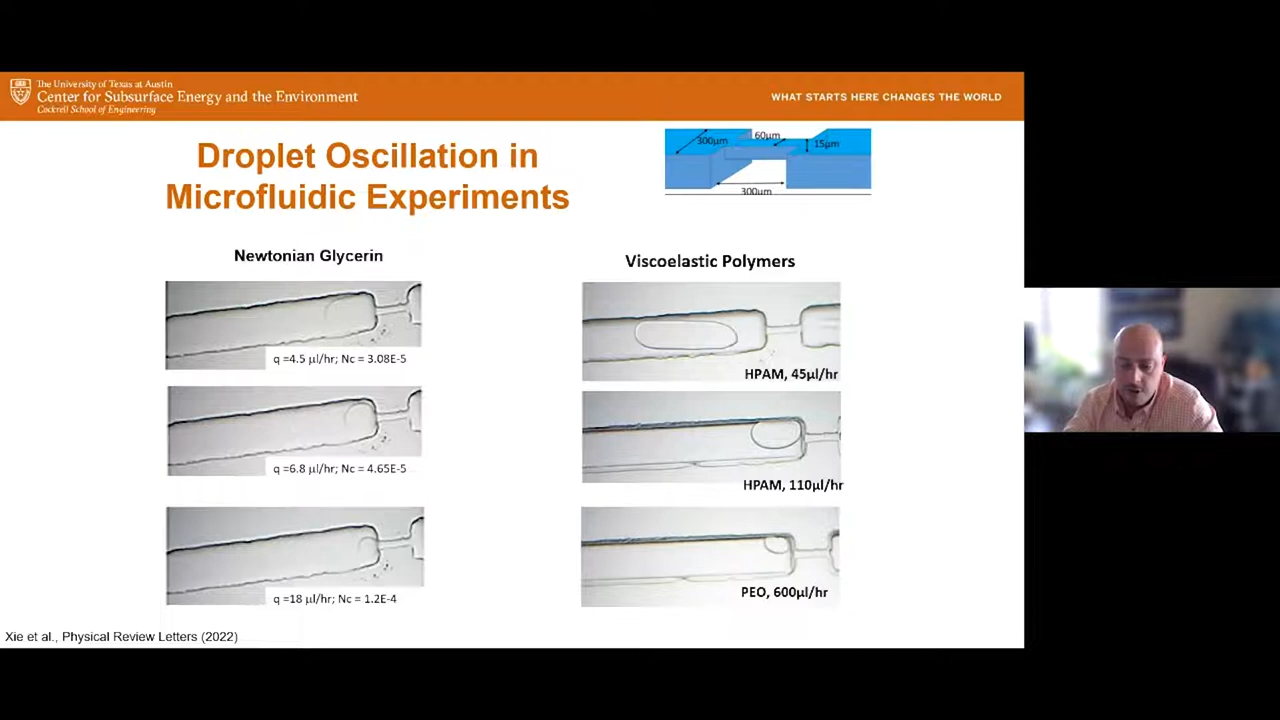 The University of Texas at Austin
Center for Subsurface Energy and the Environment
Cockrell School of Engineering
WHAT STARTS HERE CHANGES THE WORLD
Droplet Oscillation in
Microfluidic Experiments
300µm
60µm
15µm
300µm
Newtonian Glycerin
q =4.5 µl/hr; Nc = 3.08E-5
q =6.8 µl/hr; Nc = 4.65E-5
q =18 µl/hr; Nc = 1.2E-4
Viscoelastic Polymers
HPAM, 45µl/hr
HPAM, 110µl/hr
PEO, 600µl/hr
Xie et al., Physical Review Letters (2022)